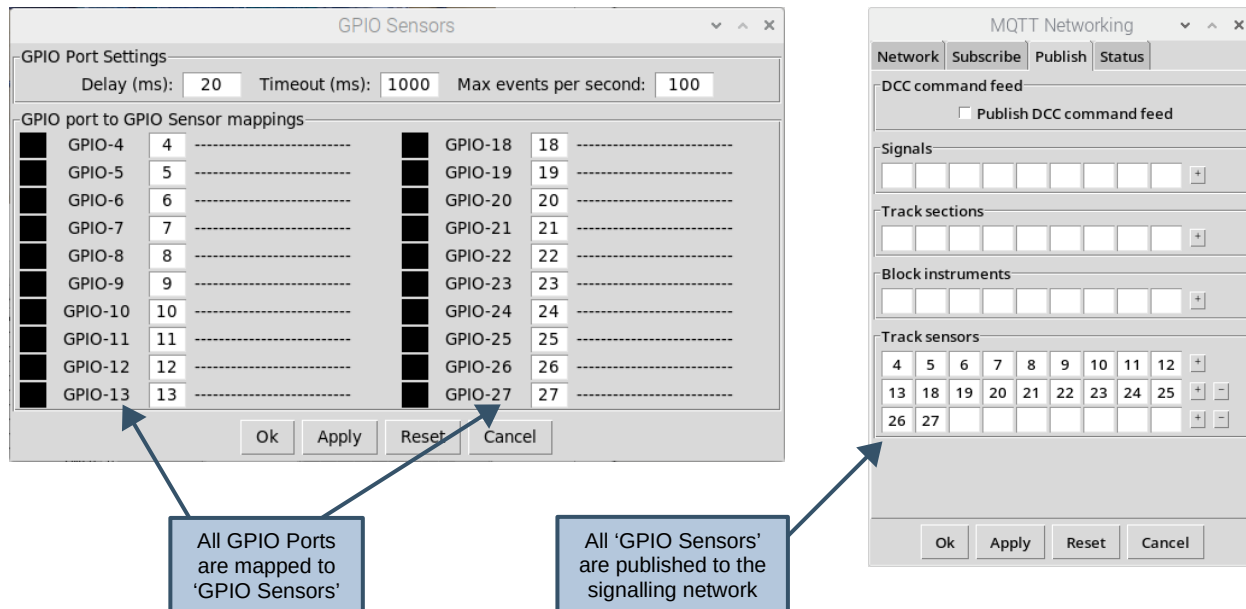 GPIO Sensors
GPIO Port Settings
Delay (ms): 20 Timeout (ms): 1000 Max events per second: 100
GPIO port to GPIO Sensor mappings
GPIO-4 4 -------------------------- GPIO-18 18 --------------------------
GPIO-5 5 -------------------------- GPIO-19 19 --------------------------
GPIO-6 6 -------------------------- GPIO-20 20 --------------------------
GPIO-7 7 -------------------------- GPIO-21 21 --------------------------
GPIO-8 8 -------------------------- GPIO-22 22 --------------------------
GPIO-9 9 -------------------------- GPIO-23 23 --------------------------
GPIO-10 10 -------------------------- GPIO-24 24 --------------------------
GPIO-11 11 -------------------------- GPIO-25 25 --------------------------
GPIO-12 12 -------------------------- GPIO-26 26 --------------------------
GPIO-13 13 -------------------------- GPIO-27 27 --------------------------
Ok Apply Reset Cancel
All GPIO Ports
are mapped to
‘GPIO Sensors’
All ‘GPIO Sensors’
are published to the
signalling network
MQTT Networking
Network Subscribe Publish Status
DCC command feed
Publish DCC command feed
Signals
+
Track sections
+
Block instruments
+
Track sensors
4 5 6 7 8 9 10 11 12 +
13 18 19 20 21 22 23 24 25 + -
26 27 + -
Ok Apply Reset Cancel